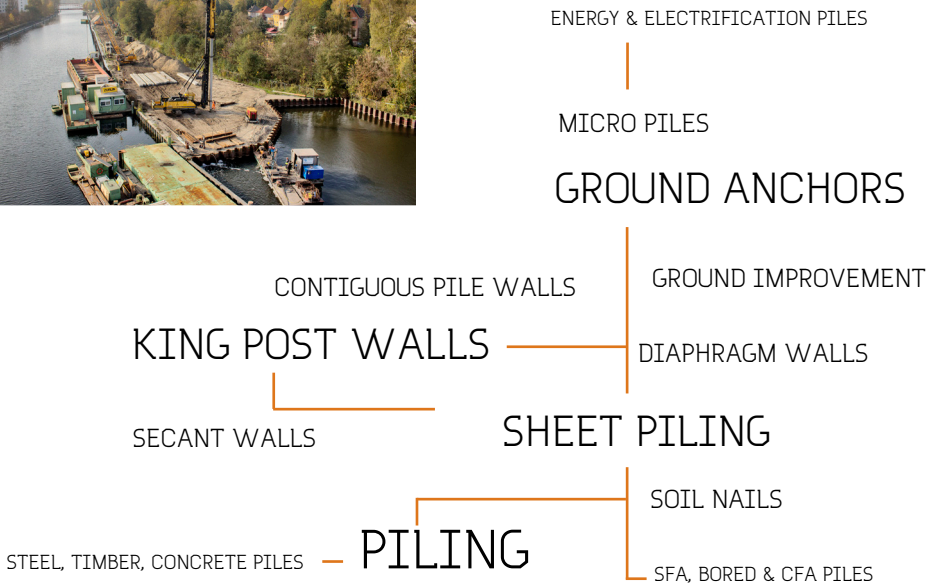 ENERGY & ELECTRIFICATION PILES
MICRO PILES
GROUND ANCHORS
GROUND IMPROVEMENT
CONTIGUOUS PILE WALLS
KING POST WALLS
DIAPHRAGM WALLS
SECANT WALLS
SHEET PILING
SOIL NAILS
PILING
STEEL, TIMBER, CONCRETE PILES
SFA, BORED & CFA PILES